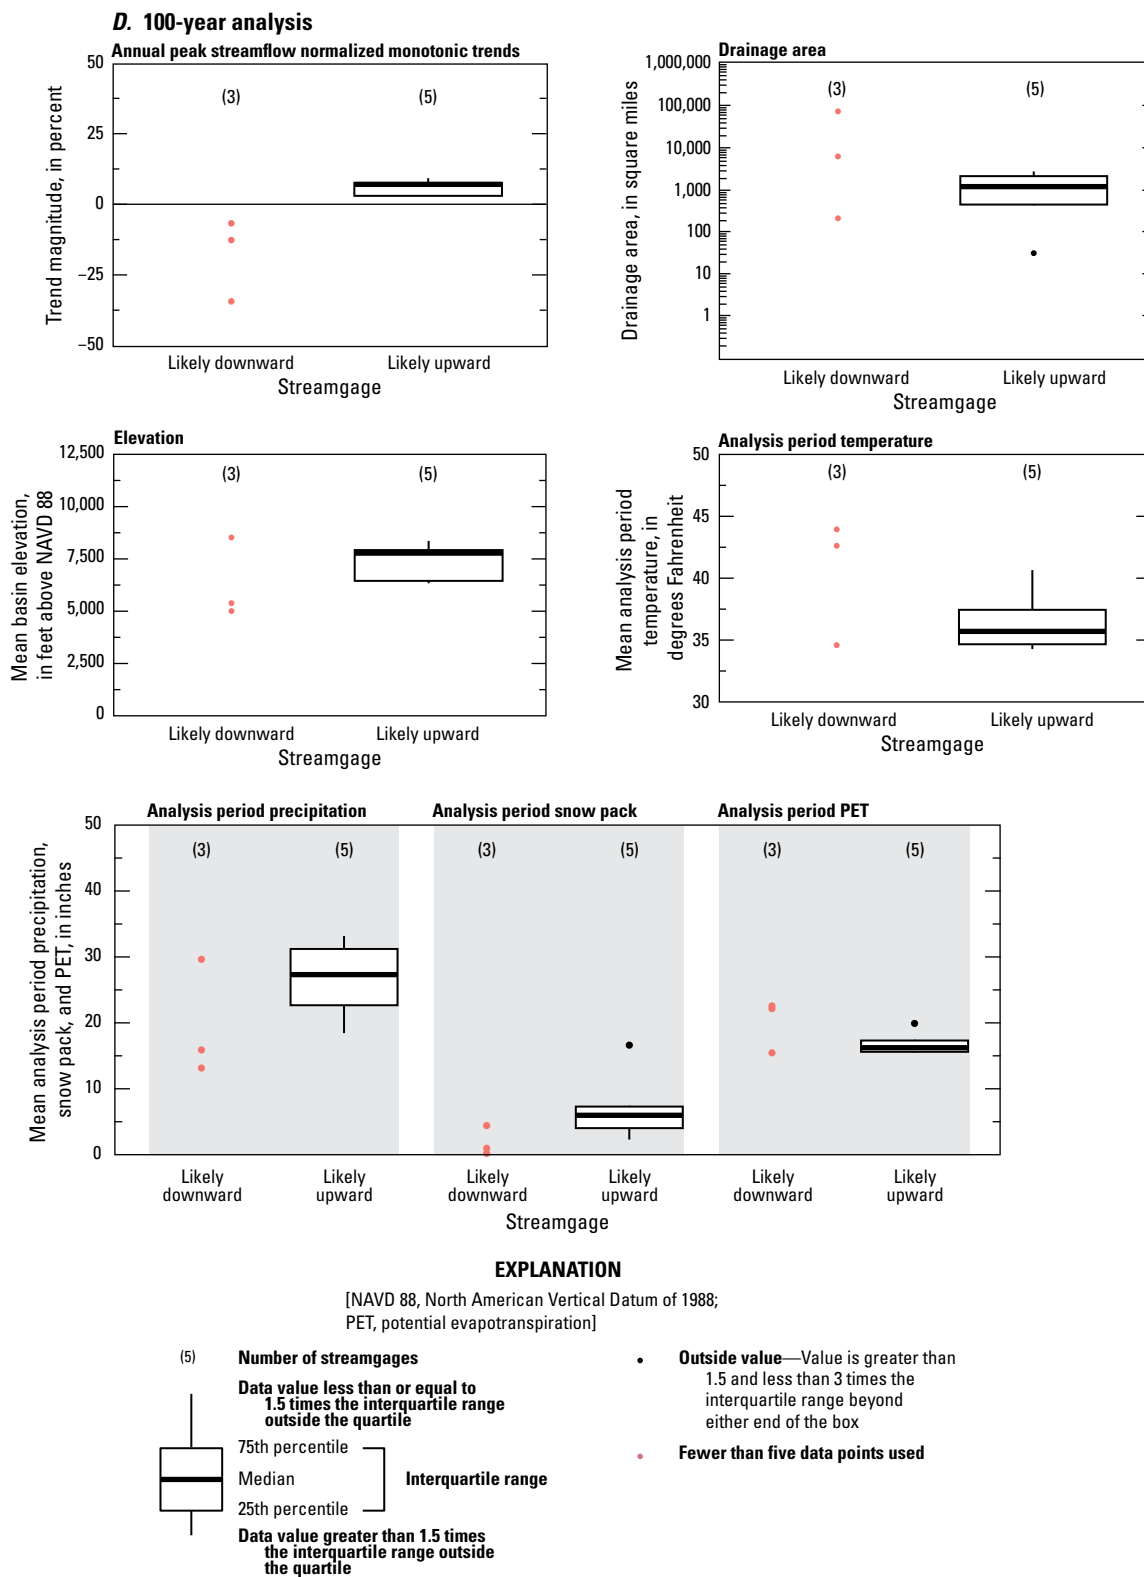 D. 100-year analysis
Annual peak streamflow normalized monotonic trends
Trend magnitude, in percent
50
25
0
−25
−50
(3)
(5)
Likely downward
Likely upward
Streamgage
Drainage area
Drainage area, in square miles
1,000,000
100,000
10,000
1,000
100
10
1
(3)
(5)
Likely downward
Likely upward
Streamgage
Elevation
Mean basin elevation,
in feet above NAVD 88
12,500
10,000
7,500
5,000
2,500
0
(3)
(5)
Likely downward
Likely upward
Streamgage
Analysis period temperature
Mean analysis period
temperature, in
degrees Fahrenheit
50
45
40
35
30
(3)
(5)
Likely downward
Likely upward
Streamgage
Analysis period precipitation
Analysis period snow pack
Analysis period PET
Mean analysis period precipitation,
snow pack, and PET, in inches
50
40
30
20
10
0
(3)
(5)
(3)
(5)
(3)
(5)
Likely
downward
Likely
upward
Likely
downward
Likely
upward
Likely
downward
Likely
upward
Streamgage
EXPLANATION
[NAVD 88, North American Vertical Datum of 1988;
PET, potential evapotranspiration]
(5) Number of streamgages
Data value less than or equal to
1.5 times the interquartile range
outside the quartile
75th percentile
Median
25th percentile
Interquartile range
Data value greater than 1.5 times
the interquartile range outside
the quartile
Outside value—Value is greater than
1.5 and less than 3 times the
interquartile range beyond
either end of the box
Fewer than five data points used